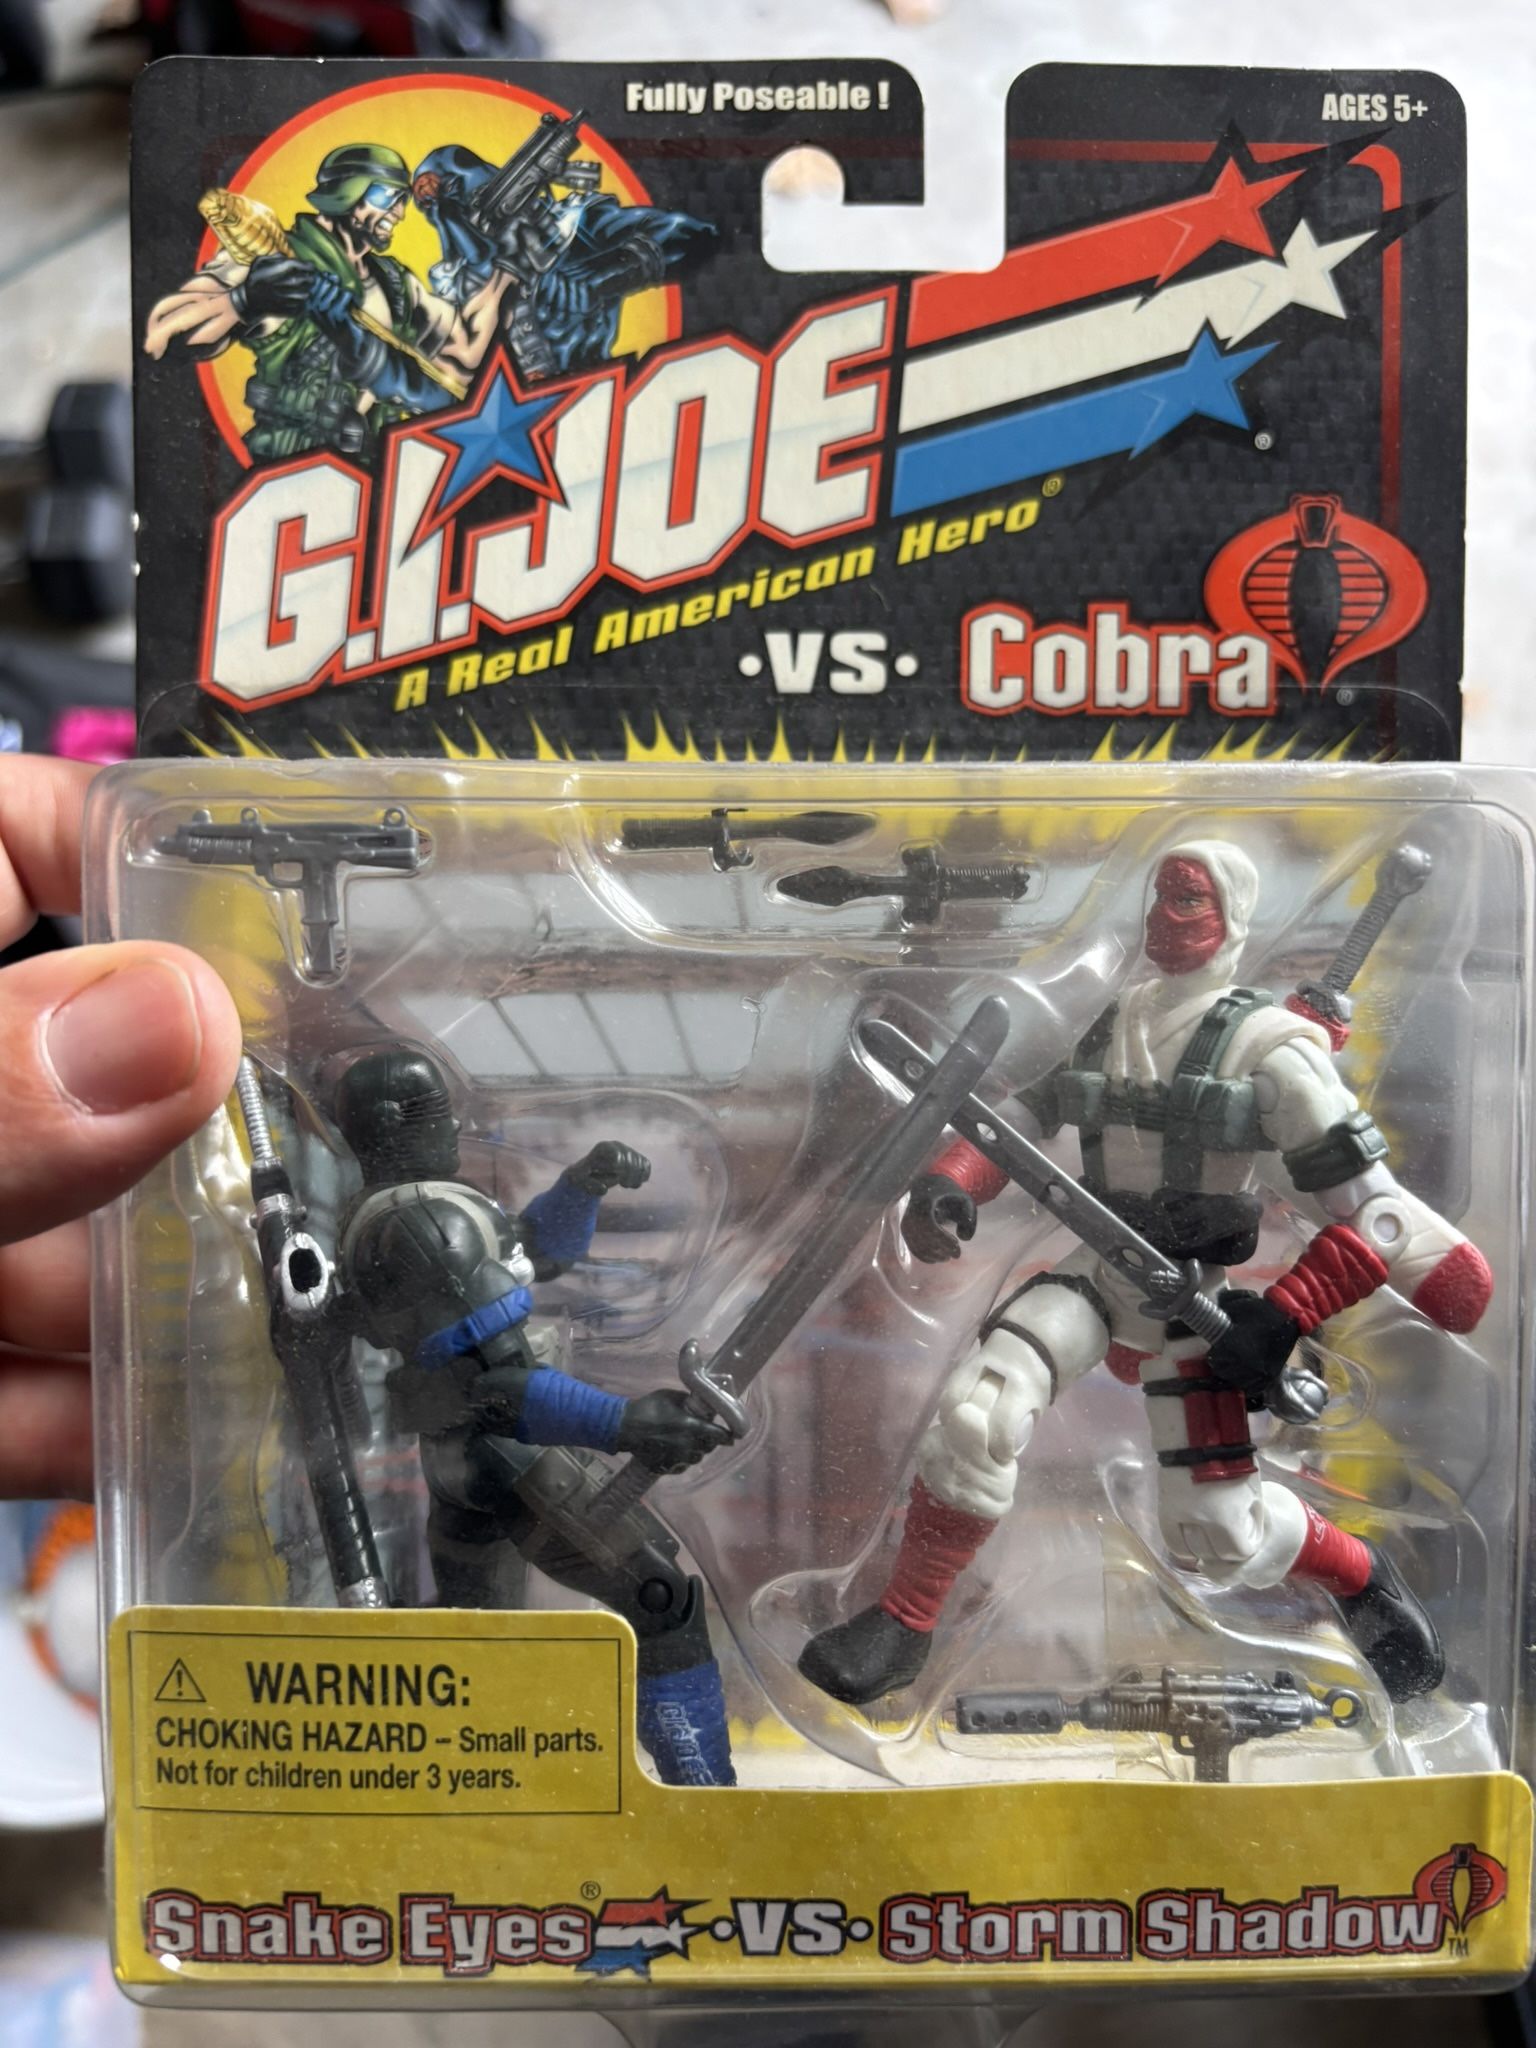 Fully Poseable !
AGES 5+
G.I. JOE
®
A Real American Hero®
•VS• Cobra
®
WARNING:
CHOKING HAZARD – Small parts.
Not for children under 3 years.
Snake Eyes® •VS• Storm Shadow™